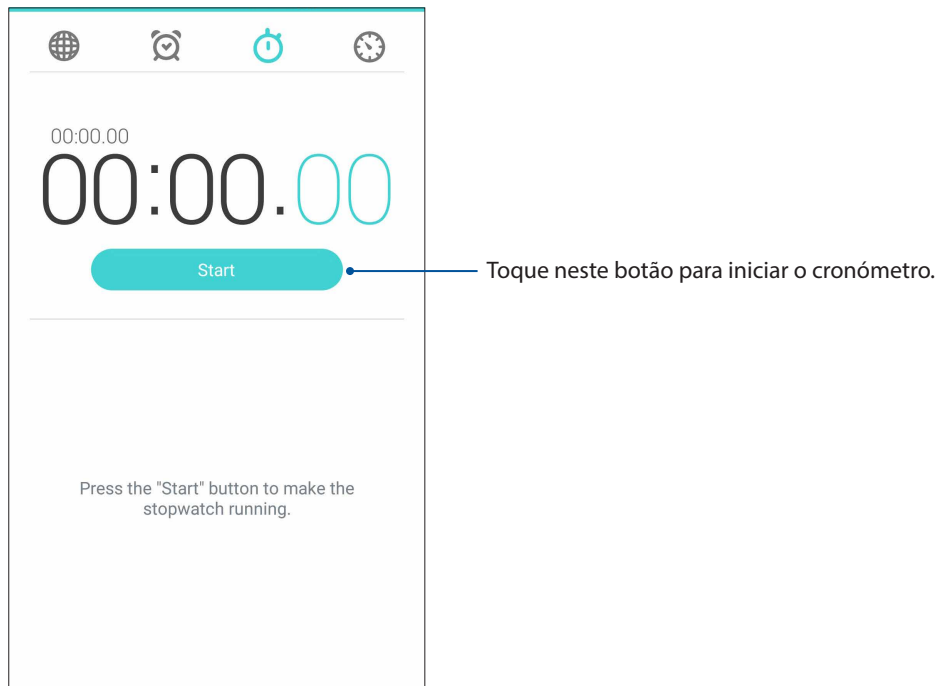 00:00.00
00:00.00
Start
Toque neste botão para iniciar o cronómetro.
Press the "Start" button to make the
stopwatch running.